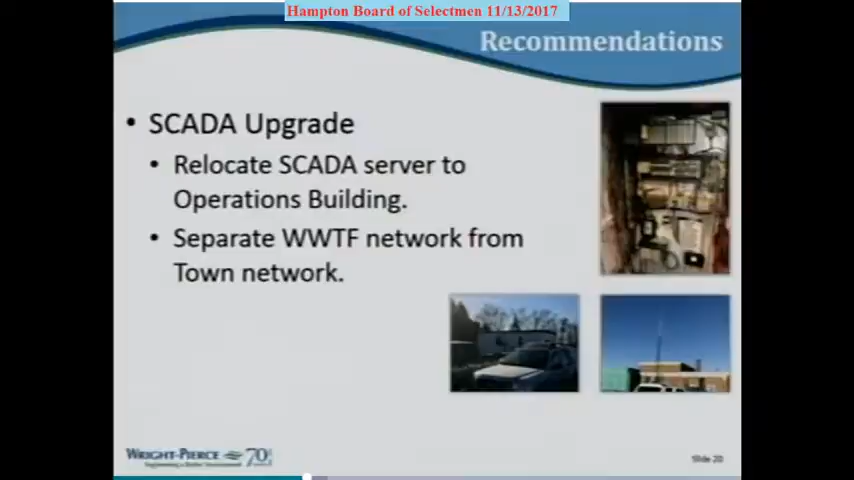 Hampton Board of Selectmen 11/13/2017
Recommendations
• SCADA Upgrade
• Relocate SCADA server to
Operations Building.
• Separate WWTF network from
Town network.
WRIGHT-PIERCE 70
Engineering a Better Environment
Slide 20